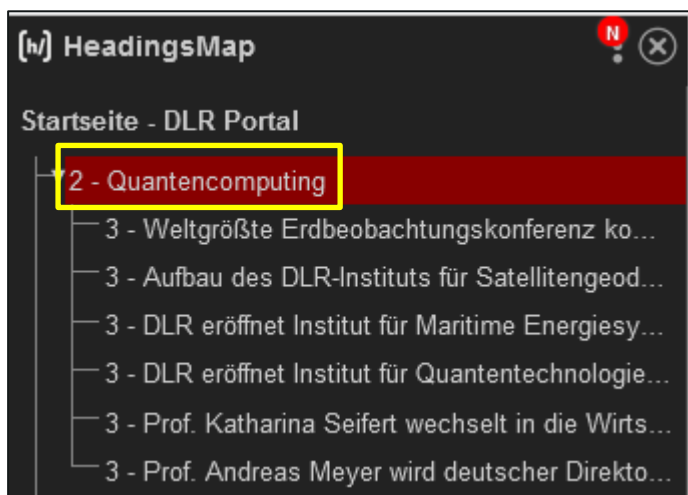 [h/] HeadingsMap
N
Startseite - DLR Portal
2 - Quantencomputing
3 - Weltgrößte Erdbeobachtungskonferenz ko...
3 - Aufbau des DLR-Instituts für Satellitengeod...
3 - DLR eröffnet Institut für Maritime Energiesy...
3 - DLR eröffnet Institut für Quantentechnologie...
3 - Prof. Katharina Seifert wechselt in die Wirts...
3 - Prof. Andreas Meyer wird deutscher Direkto...